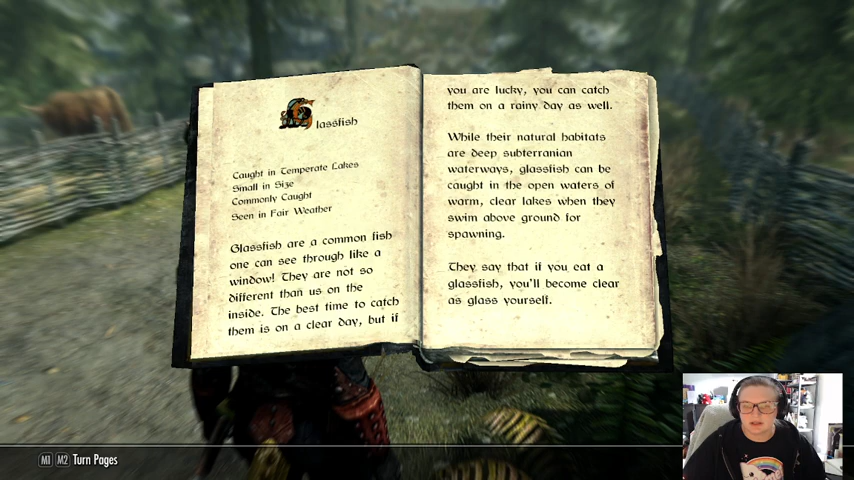 Glassfish
Caught in Temperate Lakes
Small in Size
Commonly Caught
Seen in Fair Weather
Glassfish are a common fish
one can see through like a
window! They are not so
different than us on the
inside. The best time to catch
them is on a clear day, but if
you are lucky, you can catch
them on a rainy day as well.
While their natural habitats
are deep subterranian
waterways, glassfish can be
caught in the open waters of
warm, clear lakes when they
swim above ground for
spawning.
They say that if you eat a
glassfish, you'll become clear
as glass yourself.
M1 M2 Turn Pages